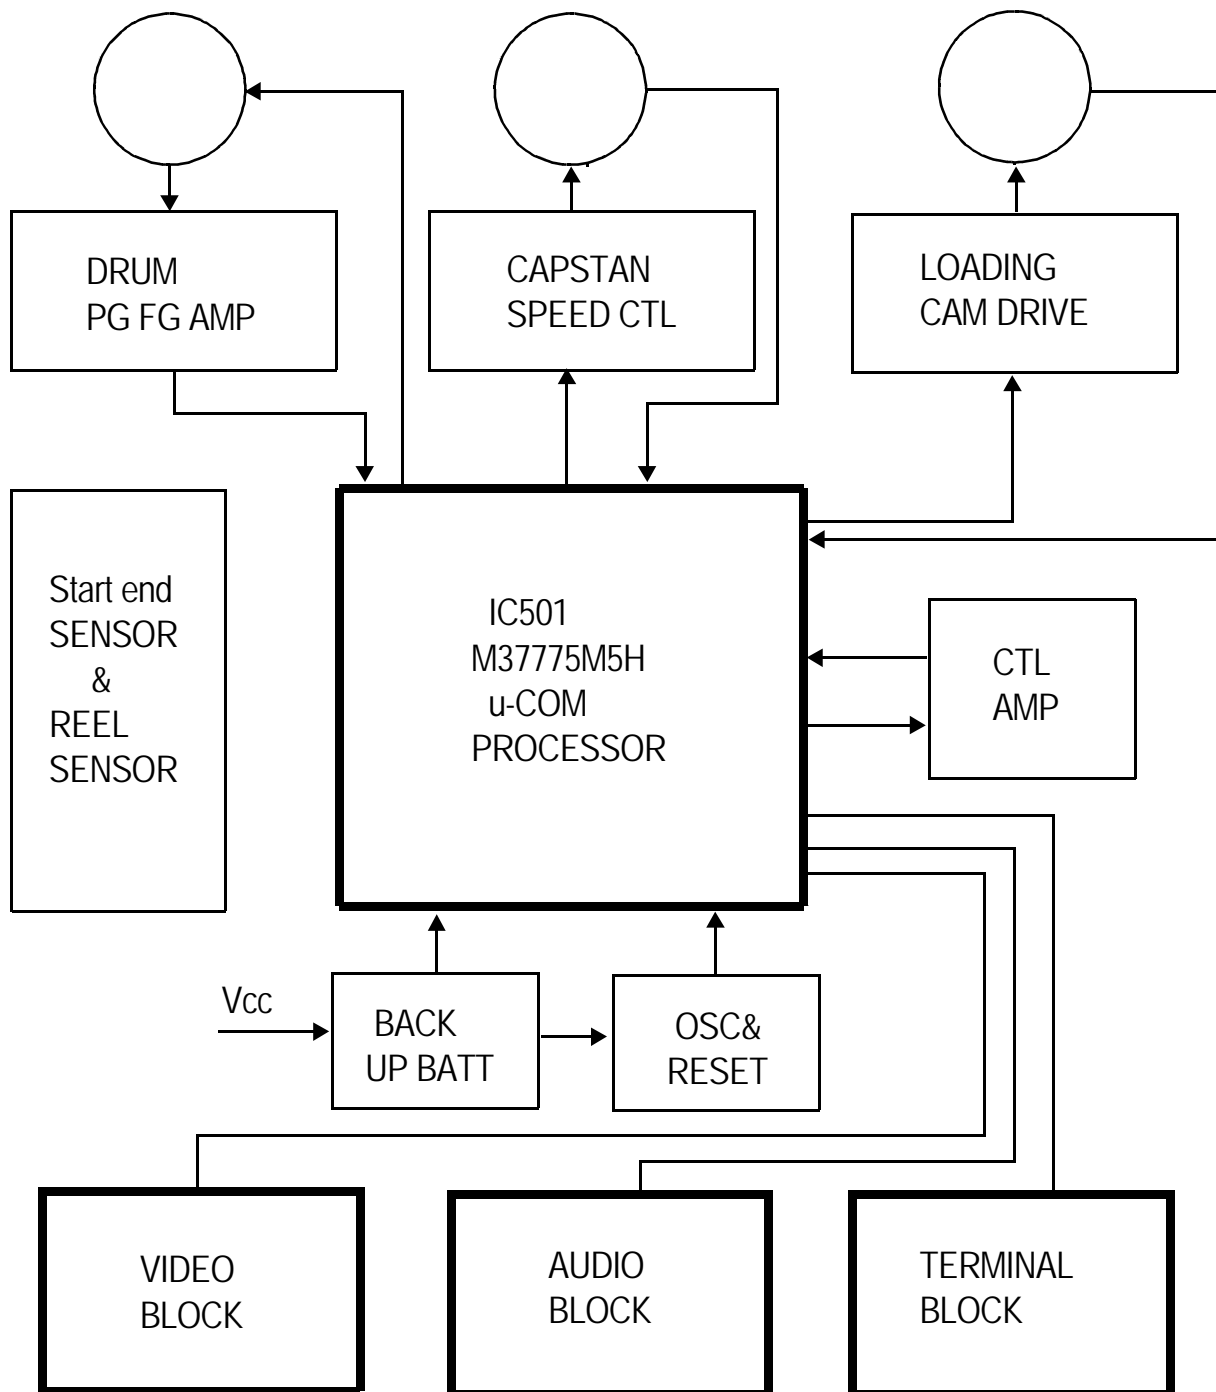 DRUM
PG FG AMP
CAPSTAN
SPEED CTL
LOADING
CAM DRIVE
Start end
SENSOR
&
REEL
SENSOR
IC501
M37775M5H
u-COM
PROCESSOR
CTL
AMP
Vcc
BACK
UP BATT
OSC&
RESET
VIDEO
BLOCK
AUDIO
BLOCK
TERMINAL
BLOCK